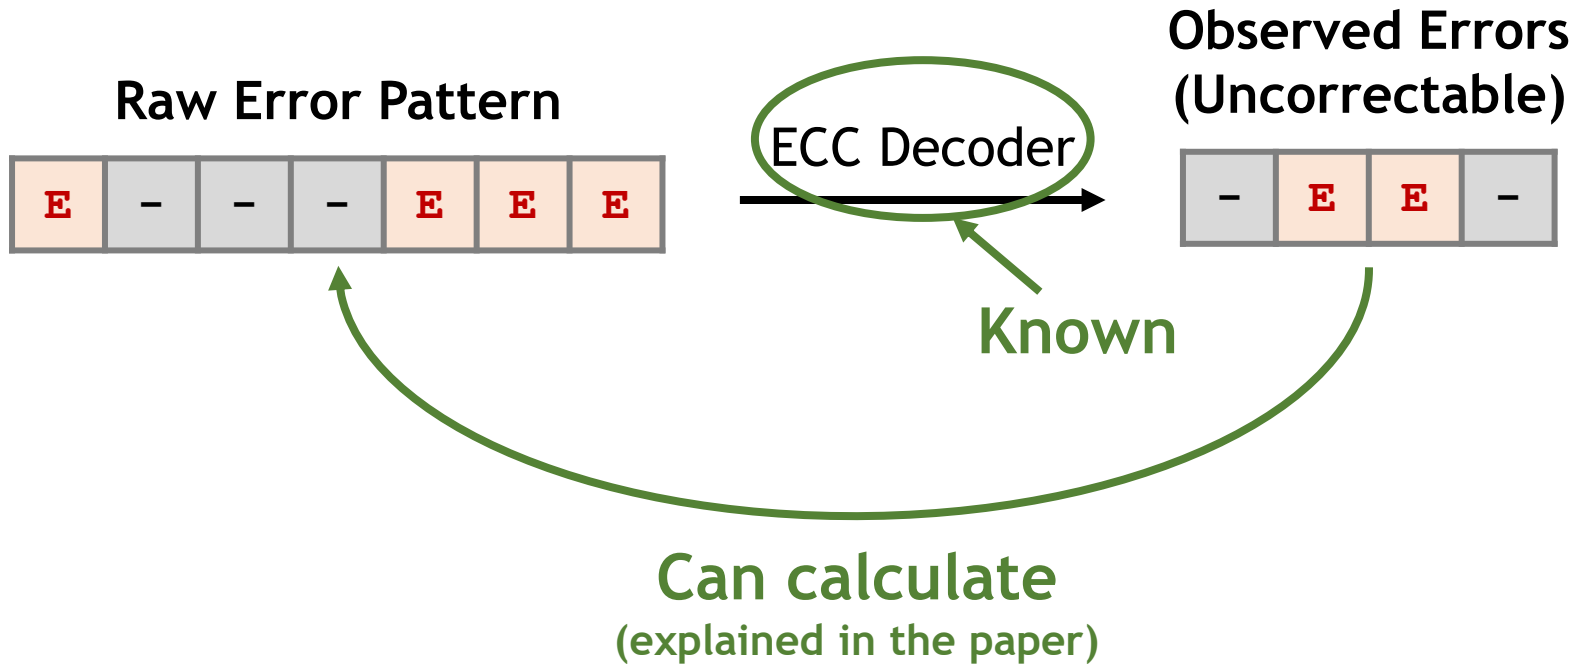 Observed Errors
(Uncorrectable)
Raw Error Pattern
ECC Decoder
E - - - E E E
- E E -
Known
Can calculate
(explained in the paper)